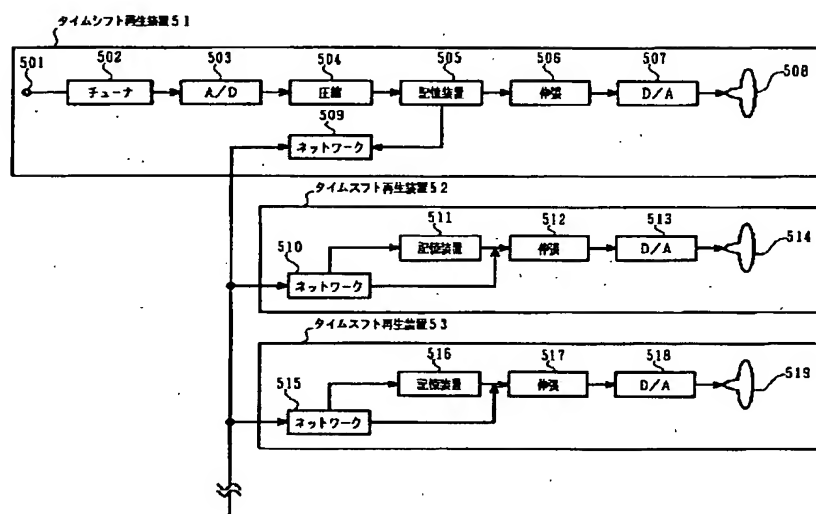 タイムシフト再生装置51
501 502 503 504 505 506 507 508
チューナ A/D 圧縮 記憶装置 伸張 D/A
509
ネットワーク
タイムスフト再生装置52
511 512 513
510 514
記憶装置 伸張 D/A
ネットワーク
タイムスフト再生装置53
516 517 518
515 519
記憶装置 伸張 D/A
ネットワーク